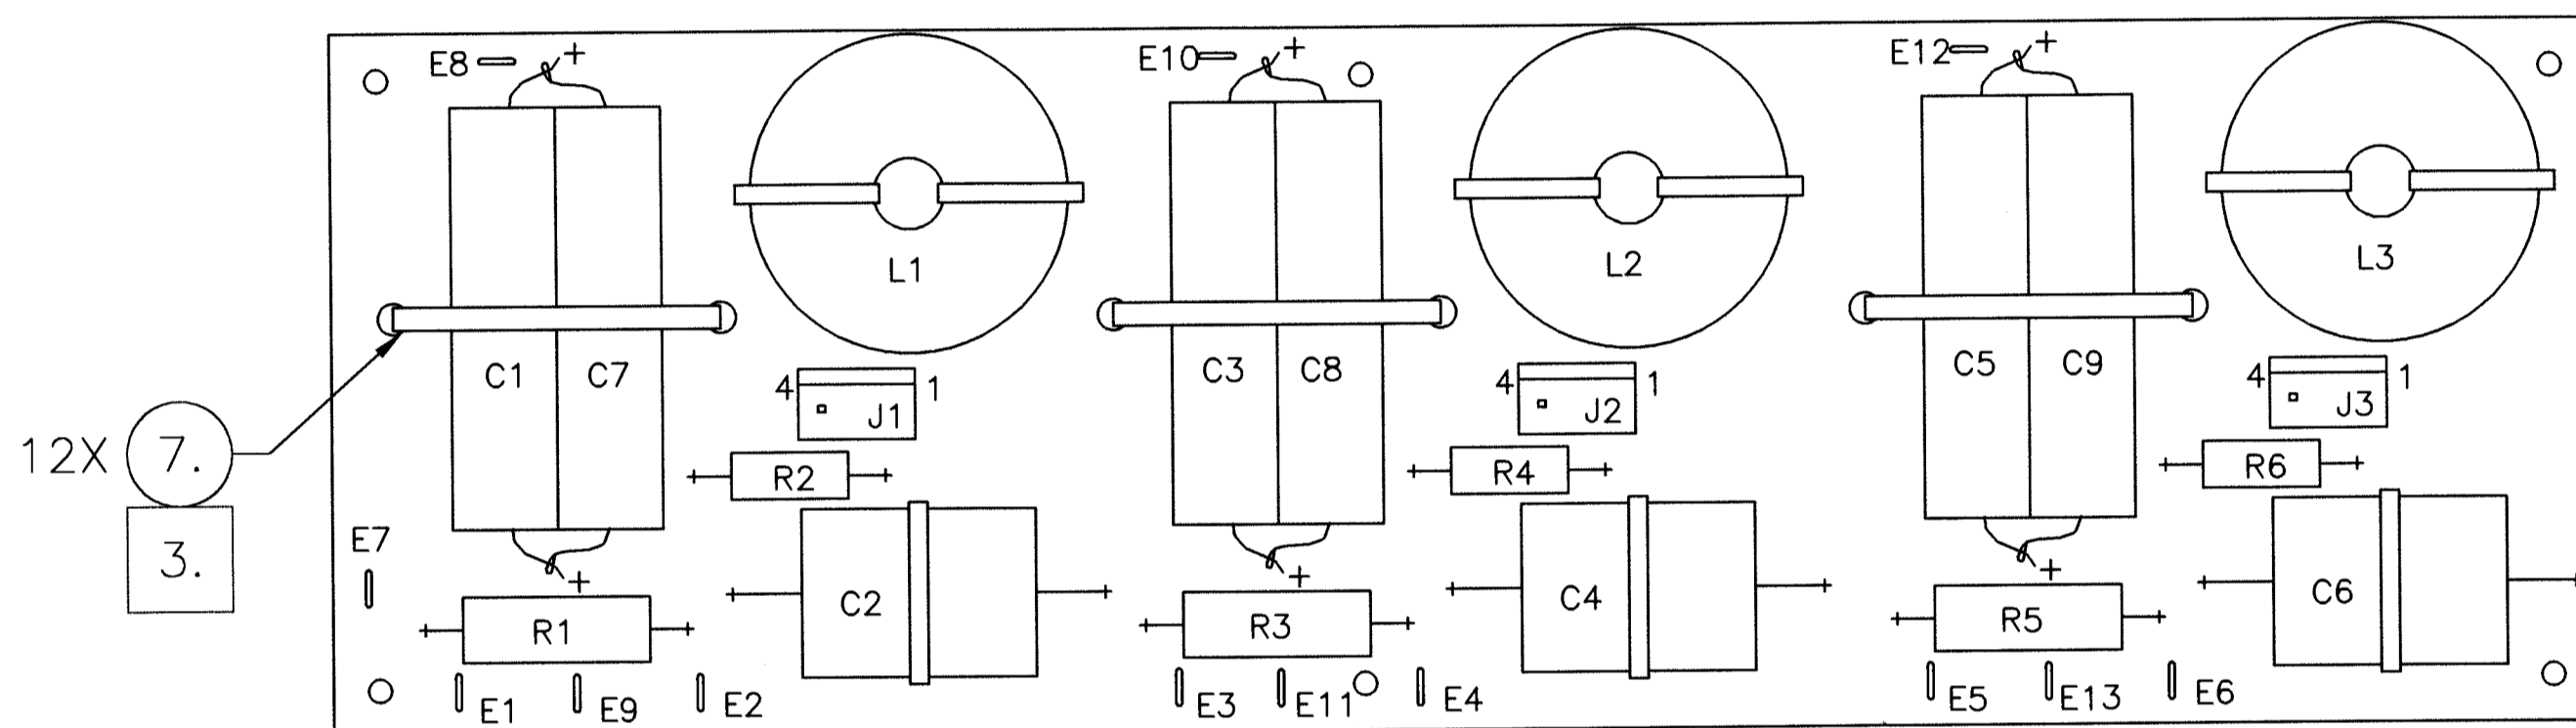 E8 +
E10 +
E12 +
L1
L2
L3
C1 C7
C3 C8
C5 C9
4 J1 1
4 J2 1
4 J3 1
12X 7.
3.
R2
R4
R6
E7
+
+
+
C2
C4
C6
R1
R3
R5
E1 E9 E2
E3 E11 E4
E5 E13 E6